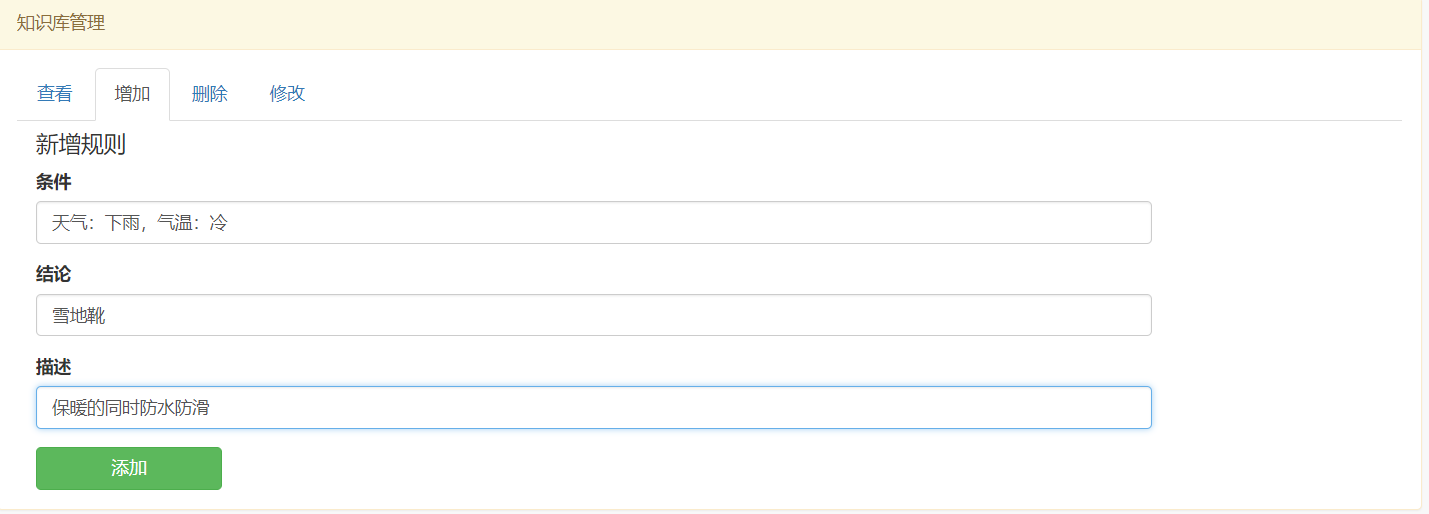 知识库管理
查看 增加 删除 修改
新增规则
条件
天气：下雨，气温：冷
结论
雪地靴
描述
保暖的同时防水防滑
添加